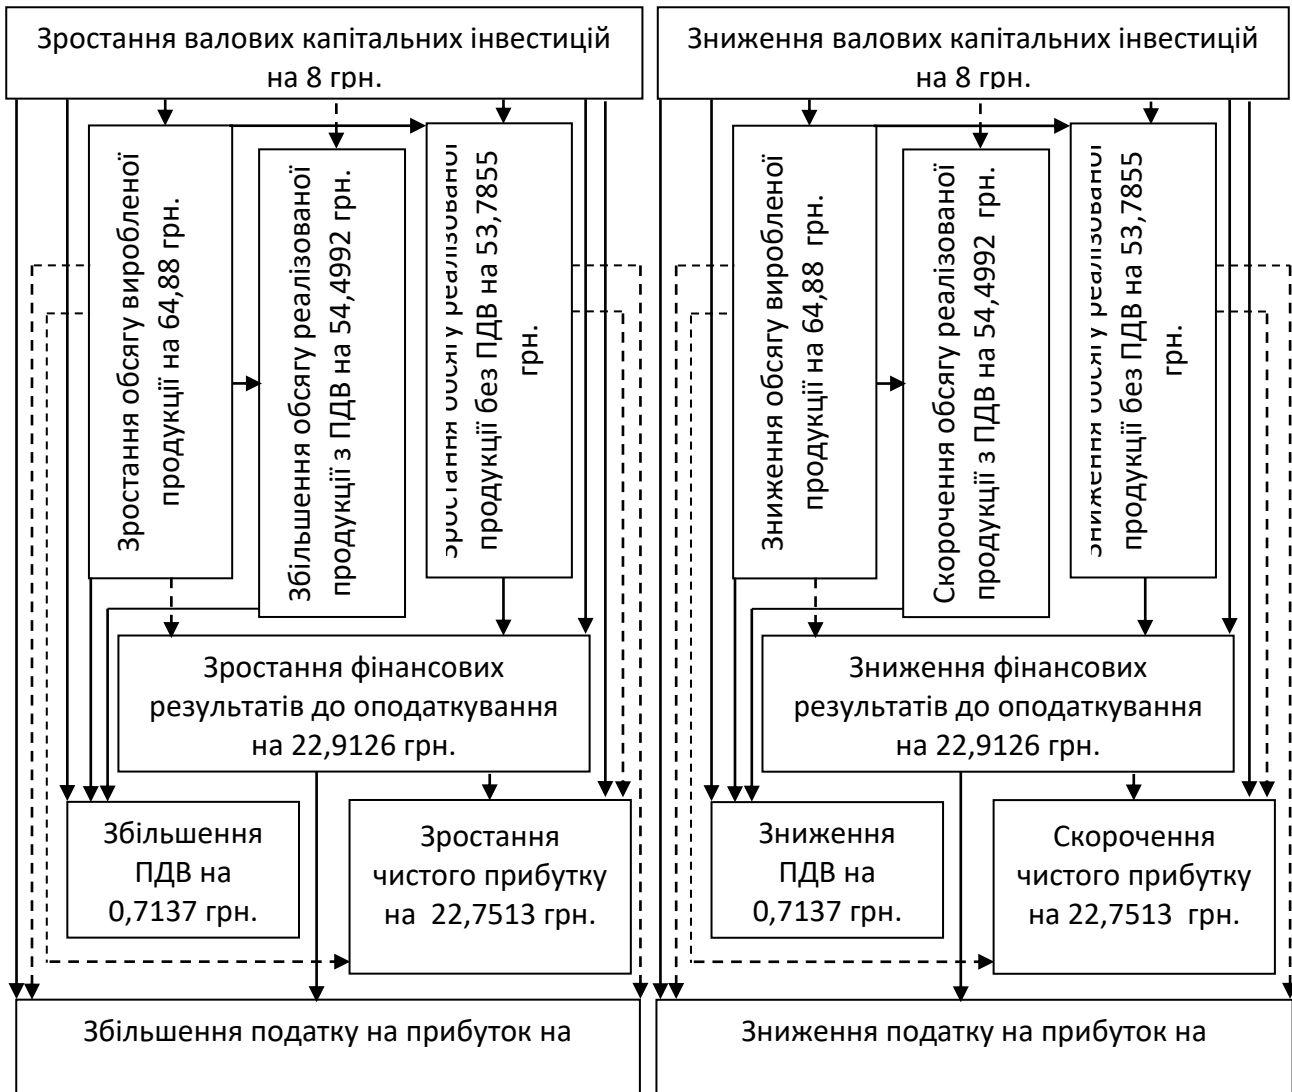 Зростання валових капітальних інвестицій
на 8 грн.
Зростання обсягу виробленої
продукції на 64,88 грн.
Збільшення обсягу реалізованої
продукції з ПДВ на 54,4992 грн.
Зростання обсягу реалізованої
продукції без ПДВ на 53,7855
грн.
Зростання фінансових
результатів до оподаткування
на 22,9126 грн.
Збільшення
ПДВ на
0,7137 грн.
Зростання
чистого прибутку
на 22,7513 грн.
Збільшення податку на прибуток на
Зниження валових капітальних інвестицій
на 8 грн.
Зниження обсягу виробленої
продукції на 64,88 грн.
Скорочення обсягу реалізованої
продукції з ПДВ на 54,4992 грн.
Зниження обсягу реалізованої
продукції без ПДВ на 53,7855
грн.
Зниження фінансових
результатів до оподаткування
на 22,9126 грн.
Зниження
ПДВ на
0,7137 грн.
Скорочення
чистого прибутку
на 22,7513 грн.
Зниження податку на прибуток на